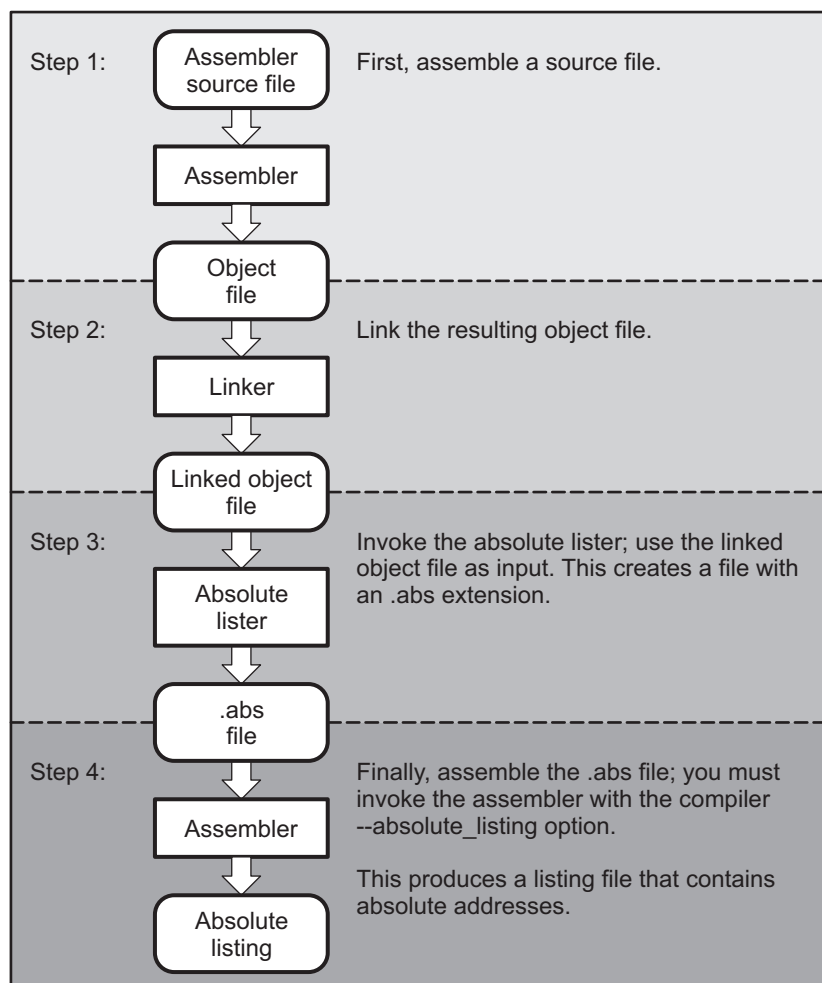 Step 1:
Assembler
source file
First, assemble a source file.
Assembler
Object
file
Step 2:
Link the resulting object file.
Linker
Linked object
file
Step 3:
Invoke the absolute lister; use the linked
object file as input. This creates a file with
an .abs extension.
Absolute
lister
.abs
file
Step 4:
Finally, assemble the .abs file; you must
invoke the assembler with the compiler
--absolute_listing option.
Assembler
This produces a listing file that contains
absolute addresses.
Absolute
listing